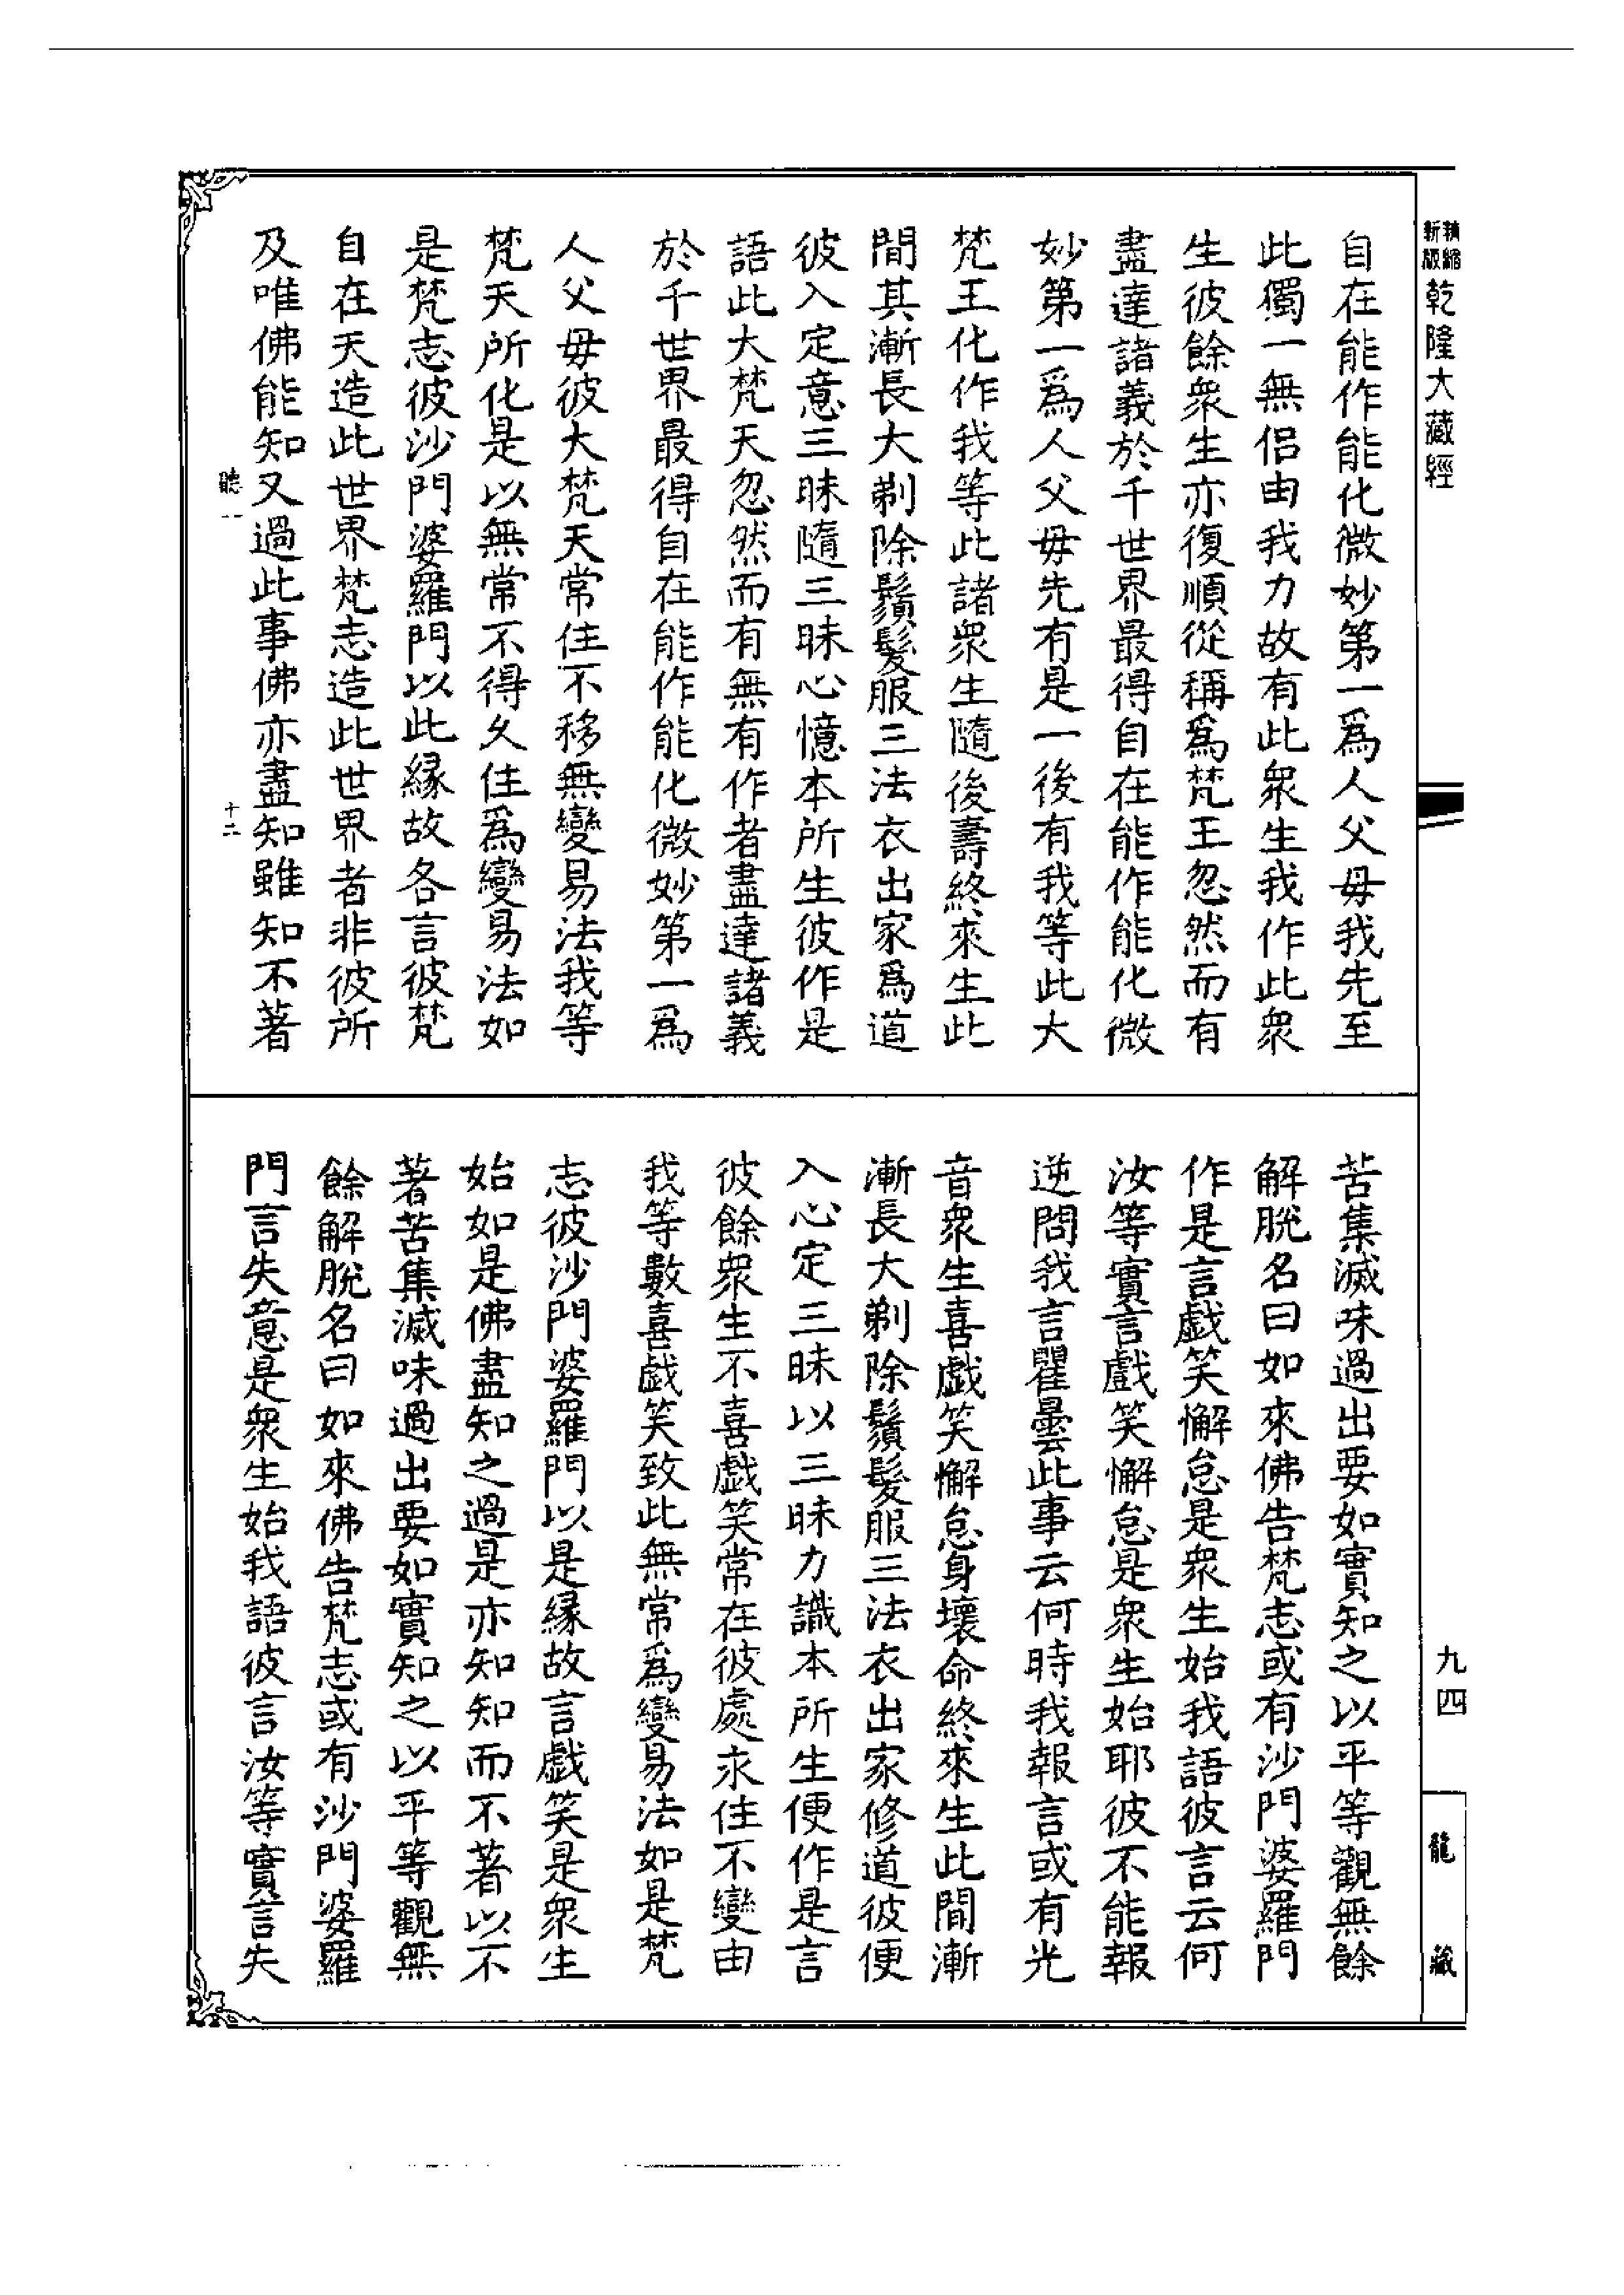 新版精縮乾隆大藏經
自在能作能化微妙第一爲人父毋我先至
此獨一無侣由我力故有此衆生我作此衆
生彼餘衆生亦復順從稱爲梵王忽然而有
盡達諸義於千世界最得自在能作能化微
妙第一爲人父毋先有是一後有我等此大
梵王化作我等此諸衆生隨後壽終來生此
間其漸長大剃除鬚髮服三法衣出家爲道
彼入定意三昧隨三昧心憶本所生彼作是
語此大梵天忽然而有無有作者盡達諸義
於千世界最得自在能作能化微妙第一爲
人父毋彼大梵天常住不移無變易法我等
梵天所化是以無常不得久住爲變易法如
是梵志彼沙門婆羅門以此緣故各言彼梵
自在天造此世界梵志造此世界者非彼所
及唯佛能知又過此事佛亦盡知雖知不著
聽一
十二
苦集滅味過出要如實知之以平等觀無餘
解脫名曰如來佛告梵志或有沙門婆羅門
作是言戲笑懈怠是衆生始我語彼言云何
汝等實言戲笑懈怠是衆生始耶彼不能報
逆問我言瞿曇此事云何時我報言或有光
音衆生喜戲笑懈怠身壞命終來生此間漸
漸長大剃除鬚髮服三法衣出家修道彼便
入心定三昧以三昧力識本所生便作是言
彼餘衆生不喜戲笑常在彼處永住不變由
我等數喜戲笑致此無常爲變易法如是梵
志彼沙門婆羅門以是緣故言戲笑是衆生
始如是佛盡知之過是亦知知而不著以不
著苦集滅味過出要如實知之以平等觀無
餘解脫名曰如來佛告梵志或有沙門婆羅
門言失意是衆生始我語彼言汝等實言失
九四
龍藏